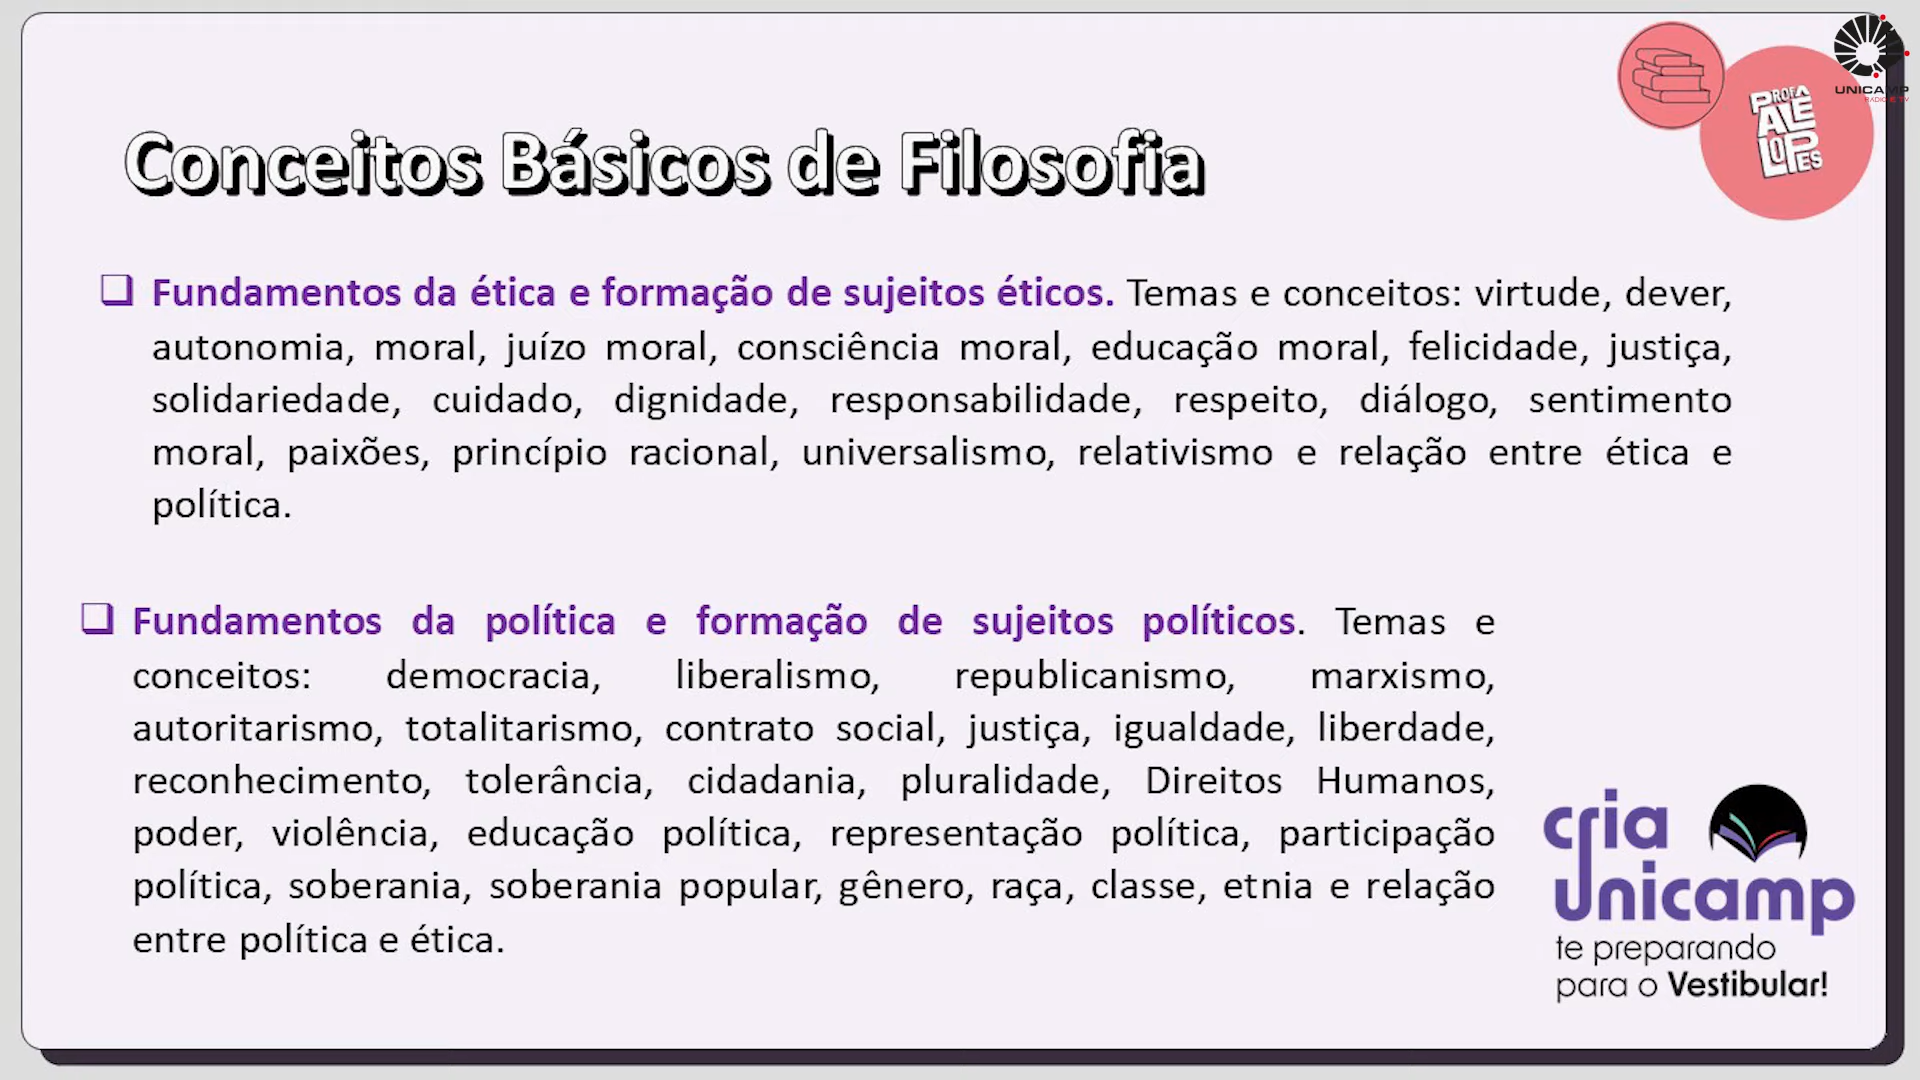 UNICAMP
RADIO E TV
PROFA
ALE
LOPES
Conceitos Básicos de Filosofia
Fundamentos da ética e formação de sujeitos éticos. Temas e conceitos: virtude, dever,
autonomia, moral, juízo moral, consciência moral, educação moral, felicidade, justiça,
solidariedade, cuidado, dignidade, responsabilidade, respeito, diálogo, sentimento
moral, paixões, princípio racional, universalismo, relativismo e relação entre ética e
política.
Fundamentos da política e formação de sujeitos políticos. Temas e
conceitos: democracia, liberalismo, republicanismo, marxismo,
autoritarismo, totalitarismo, contrato social, justiça, igualdade, liberdade,
reconhecimento, tolerância, cidadania, pluralidade, Direitos Humanos,
poder, violência, educação política, representação política, participação
política, soberania, soberania popular, gênero, raça, classe, etnia e relação
entre política e ética.
cria
unicamp
te preparando
para o Vestibular!